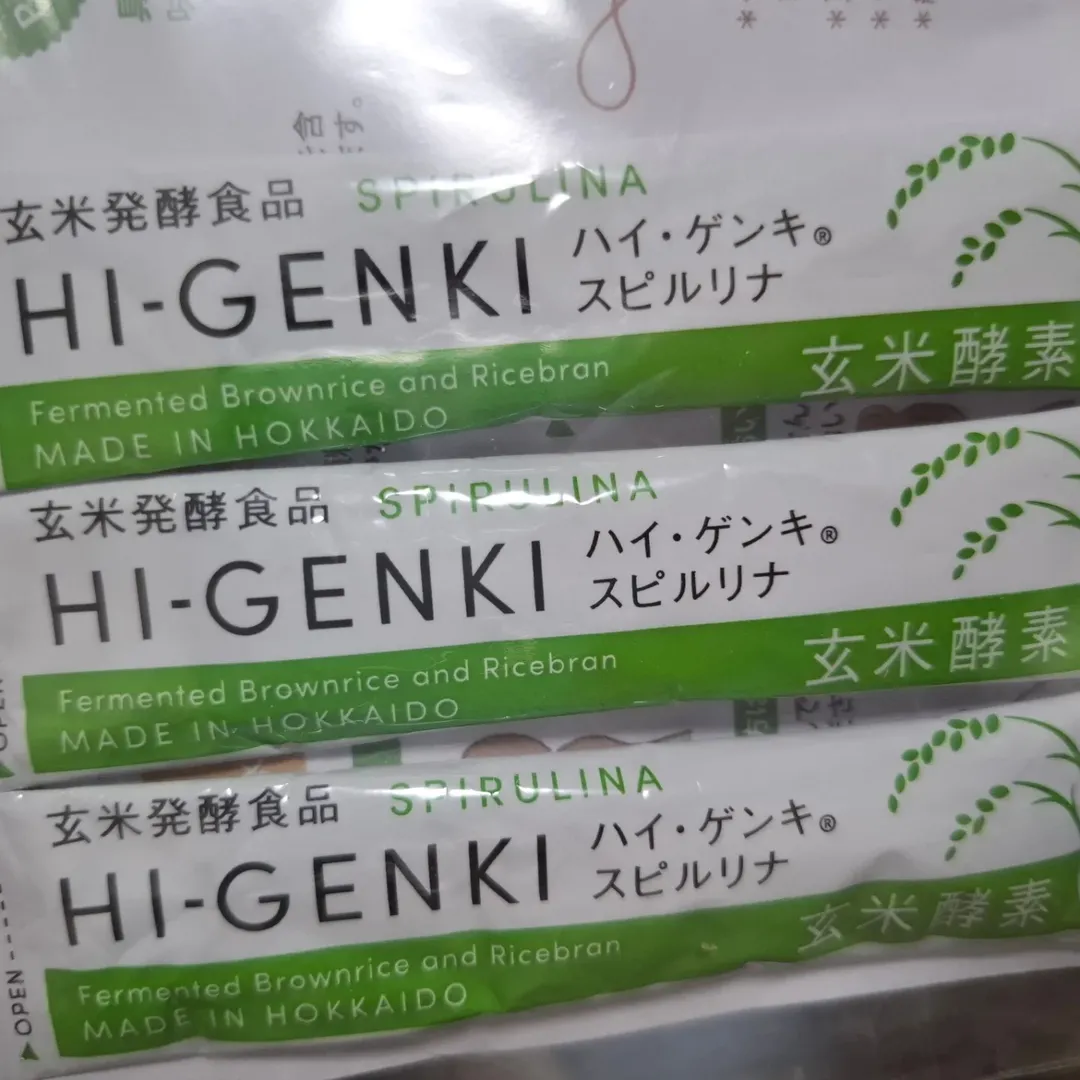 含
す。
玄米発酵食品 SPIRULINA
HI-GENKI ハイ・ゲンキ®
スピルリナ
玄米酵素
Fermented Brownrice and Ricebran
MADE IN HOKKAIDO
玄米発酵食品 SPIRULINA
HI-GENKI ハイ・ゲンキ®
スピルリナ
玄米酵素
Fermented Brownrice and Ricebran
MADE IN HOKKAIDO
OPEN
玄米発酵食品 SPIRULINA
HI-GENKI ハイ・ゲンキ®
スピルリナ
玄米酵素
Fermented Brownrice and Ricebran
MADE IN HOKKAIDO
OPEN